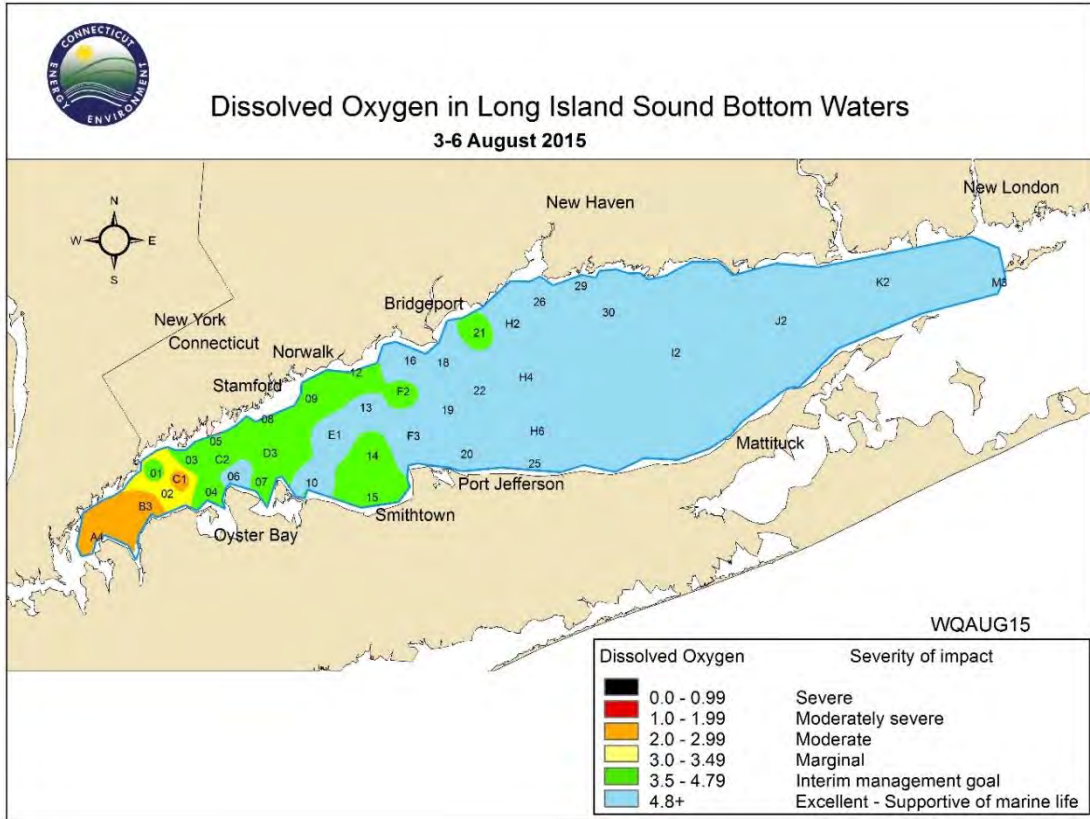 CONNECTICUT
ENERGY
ENVIRONMENT
Dissolved Oxygen in Long Island Sound Bottom Waters
3-6 August 2015
N
W E
S
New London
New Haven
K2
M3
29
26
30
Bridgeport
H2
J2
21
New York
Connecticut
Norwalk
I2
16
18
12
H4
Stamford
F2
22
09
13
19
08
E1
F3
H6
05
Mattituck
14
D3
03
C2
20
25
01
C1
06
07
10
Port Jefferson
02
04
15
Smithtown
B3
Oyster Bay
A4
WQAUG15
Dissolved Oxygen Severity of impact
0.0 - 0.99 Severe
1.0 - 1.99 Moderately severe
2.0 - 2.99 Moderate
3.0 - 3.49 Marginal
3.5 - 4.79 Interim management goal
4.8+ Excellent - Supportive of marine life